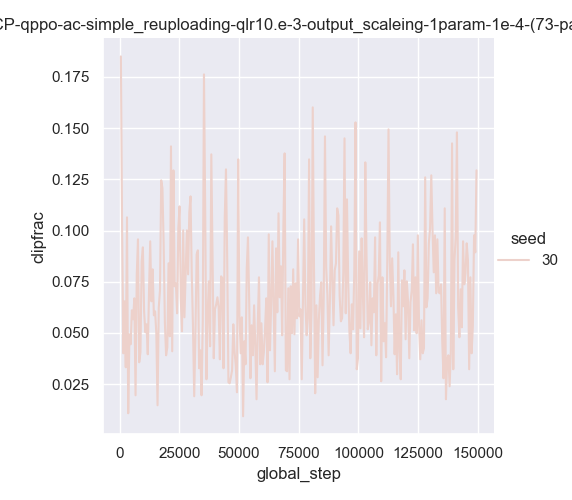 CP-qppo-ac-simple_reuploading-qlr10.e-3-output_scaleing-1param-1e-4-(73-pa
0.175
0.150
0.125
0.100
0.075
0.050
0.025
dipfrac
0 25000 50000 75000 100000 125000 150000
global_step
seed
30